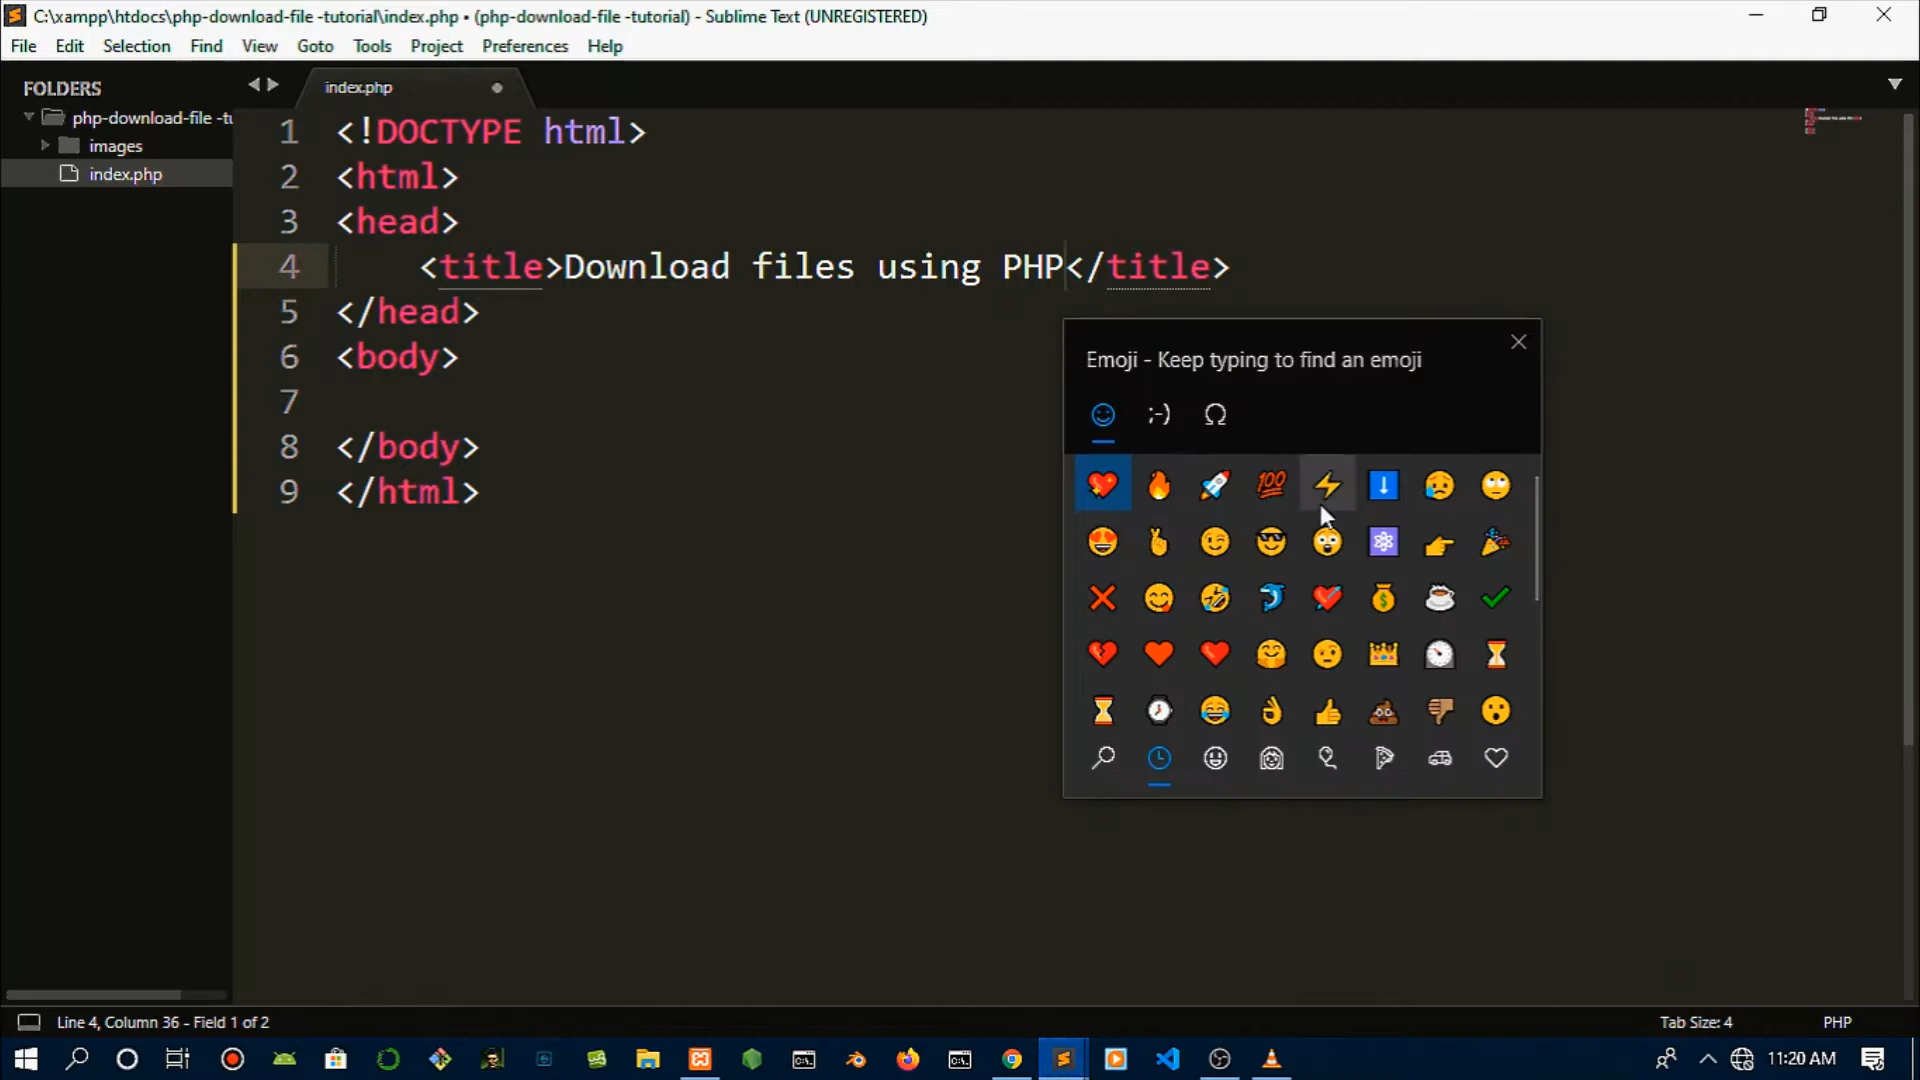 C:\xampp\htdocs\php-download-file -tutorial\index.php • (php-download-file -tutorial) - Sublime Text (UNREGISTERED)
File Edit Selection Find View Goto Tools Project Preferences Help
FOLDERS
php-download-file -tu
images
index.php
index.php
1 <!DOCTYPE html>
2 <html>
3 <head>
4 <title>Download files using PHP</title>
5 </head>
6 <body>
7
8 </body>
9 </html>
Emoji - Keep typing to find an emoji
;-) Ω
100
Line 4, Column 36 - Field 1 of 2
Tab Size: 4
PHP
11:20 AM